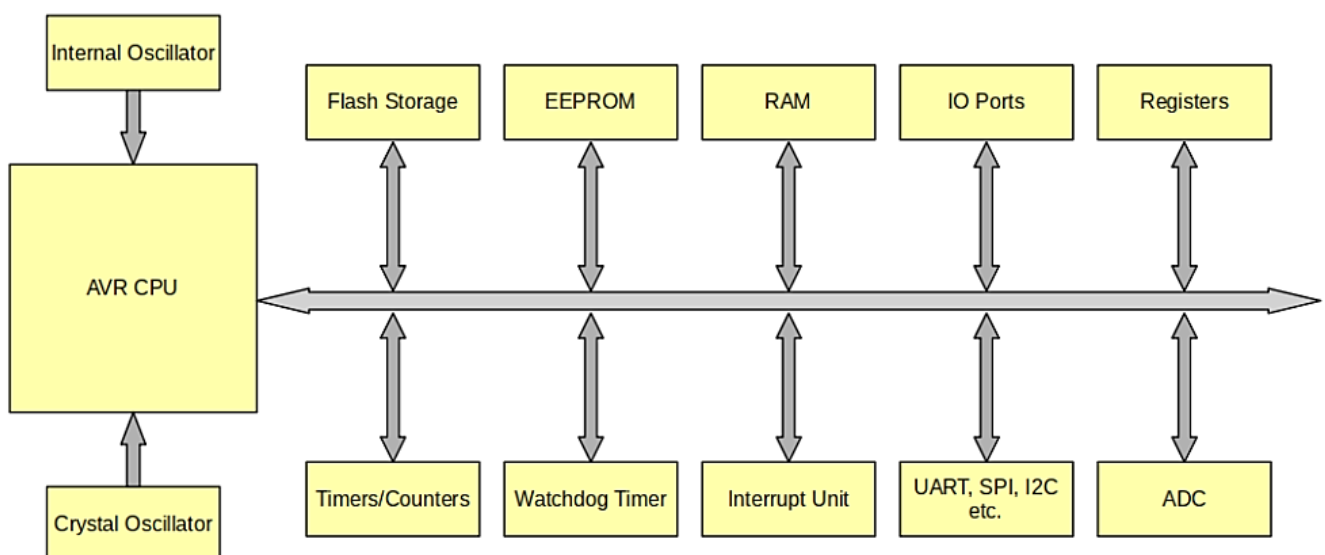 Internal Oscillator
Flash Storage
EEPROM
RAM
IO Ports
Registers
AVR CPU
Timers/Counters
Watchdog Timer
Interrupt Unit
UART, SPI, I2C
etc.
ADC
Crystal Oscillator